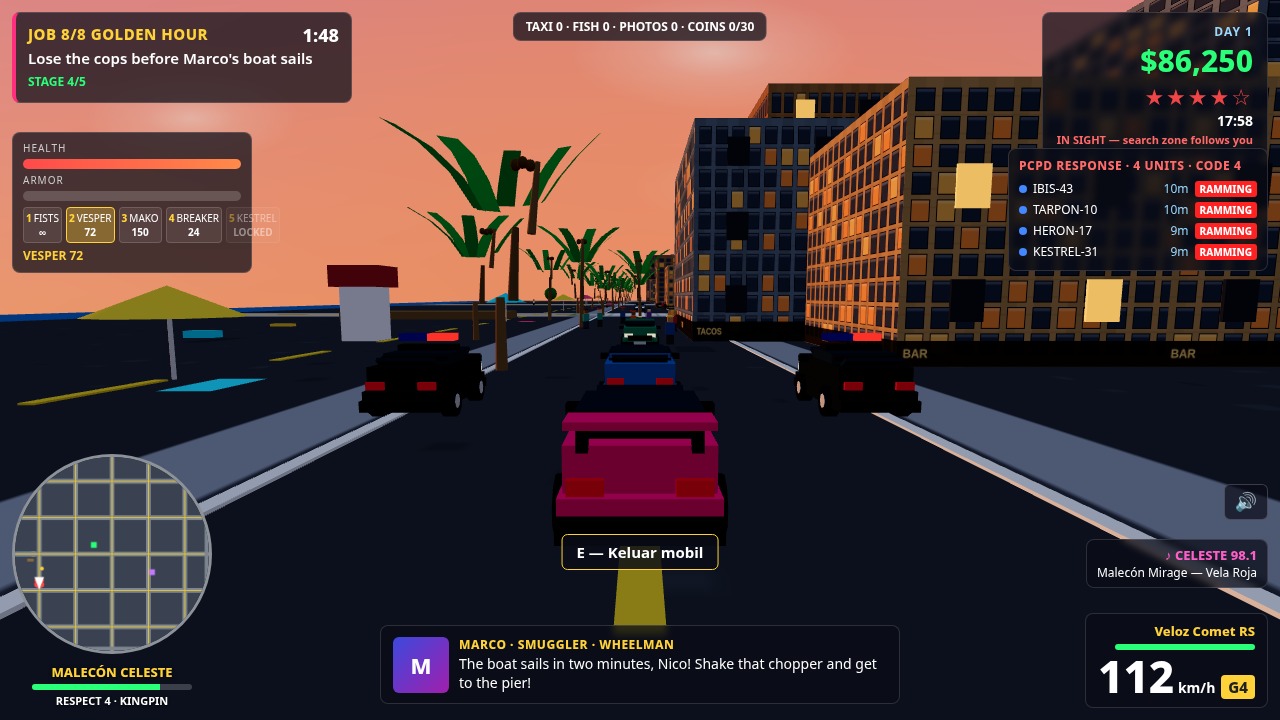 JOB 8/8 GOLDEN HOUR 1:48
Lose the cops before Marco's boat sails
STAGE 4/5
TAXI 0 · FISH 0 · PHOTOS 0 · COINS 0/30
DAY 1
$86,250
★★★★☆
17:58
IN SIGHT — search zone follows you
HEALTH
ARMOR
1 FISTS ∞
2 VESPER 72
3 MAKO 150
4 BREAKER 24
5 KESTREL LOCKED
VESPER 72
PCPD RESPONSE · 4 UNITS · CODE 4
IBIS-43 10m RAMMING
TARPON-10 10m RAMMING
HERON-17 9m RAMMING
KESTREL-31 9m RAMMING
TACOS
BAR
BAR
E — Keluar mobil
♪ CELESTE 98.1
Malecón Mirage — Vela Roja
MARCO · SMUGGLER · WHEELMAN
M
The boat sails in two minutes, Nico! Shake that chopper and get
to the pier!
MALECÓN CELESTE
RESPECT 4 · KINGPIN
Veloz Comet RS
112 km/h G4